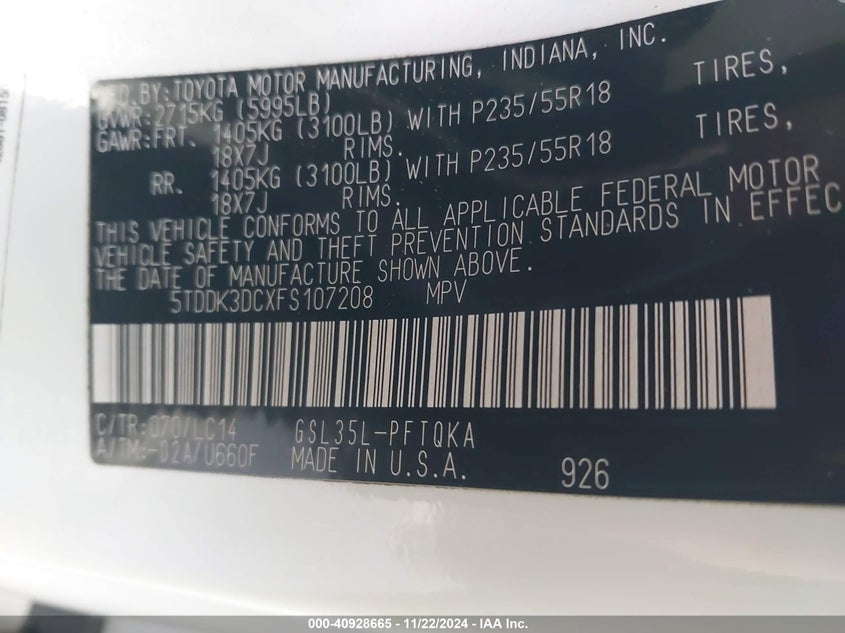 MFD.BY:TOYOTA MOTOR MANUFACTURING, INDIANA, INC.
GVWR:2715KG (5995LB)
GAWR:FRT. 1405KG (3100LB) WITH P235/55R18 TIRES,
18X7J RIMS.
RR. 1405KG (3100LB) WITH P235/55R18 TIRES,
18X7J RIMS.
THIS VEHICLE CONFORMS TO ALL APPLICABLE FEDERAL MOTOR
VEHICLE SAFETY AND THEFT PREVENTION STANDARDS IN EFFEC
THE DATE OF MANUFACTURE SHOWN ABOVE.
5TDDK3DCXFS107208 MPV
C/TR:070/LC14 GSL35L-PFTQKA
A/TM:-02A/U660F MADE IN U.S.A.
926
000-40928665 - 11/22/2024 - IAA Inc.